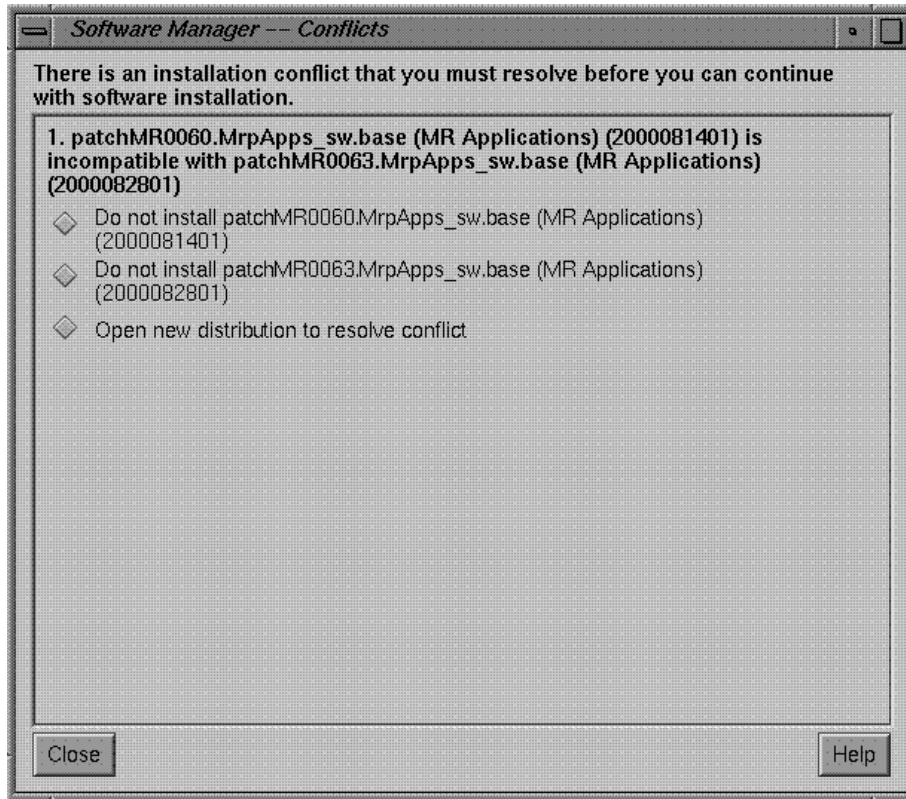 Software Manager -- Conflicts
There is an installation conflict that you must resolve before you can continue
with software installation.
1. patchMR0060.MrpApps_sw.base (MR Applications) (2000081401) is
incompatible with patchMR0063.MrpApps_sw.base (MR Applications)
(2000082801)
Do not install patchMR0060.MrpApps_sw.base (MR Applications)
(2000081401)
Do not install patchMR0063.MrpApps_sw.base (MR Applications)
(2000082801)
Open new distribution to resolve conflict
Close
Help